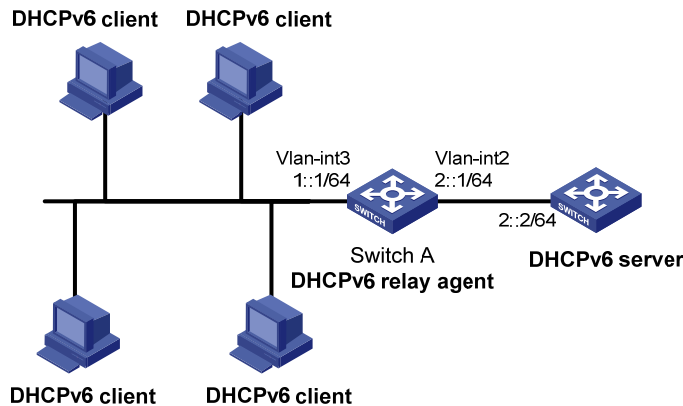 DHCPv6 client
DHCPv6 client
Vlan-int3
1::1/64
Vlan-int2
2::1/64
SWITCH
SWITCH
2::2/64
Switch A
DHCPv6 relay agent
DHCPv6 server
DHCPv6 client
DHCPv6 client